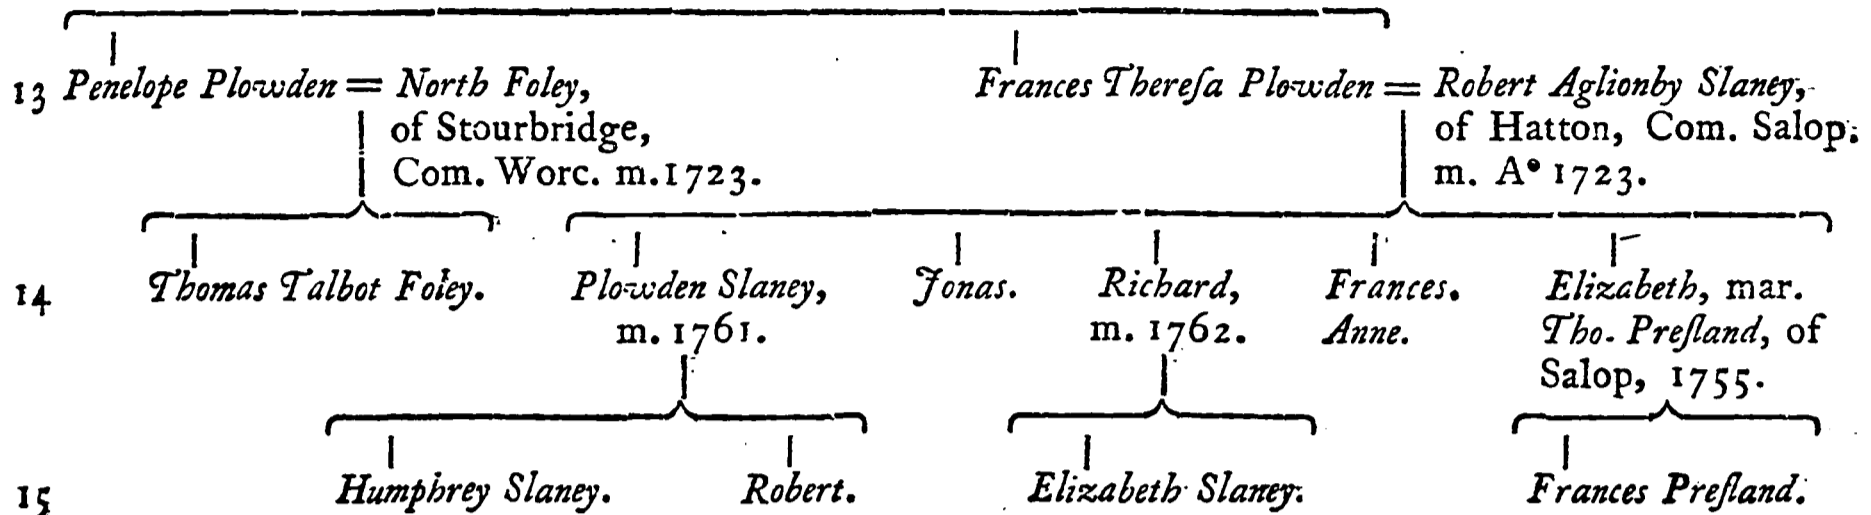 13 Penelope Plowden = North Foley, Frances Thereſa Plowden = Robert Aglionby Slaney,
of Stourbridge, of Hatton, Com. Salop.
Com. Worc. m. 1723. m. A° 1723.
14 Thomas Talbot Foley. Plowden Slaney, Jonas. Richard, Frances. Elizabeth, mar.
m. 1761. m. 1762. Anne. Tho. Preſland, of
Salop, 1755.
15 Humphrey Slaney. Robert. Elizabeth Slaney. Frances Preſland.